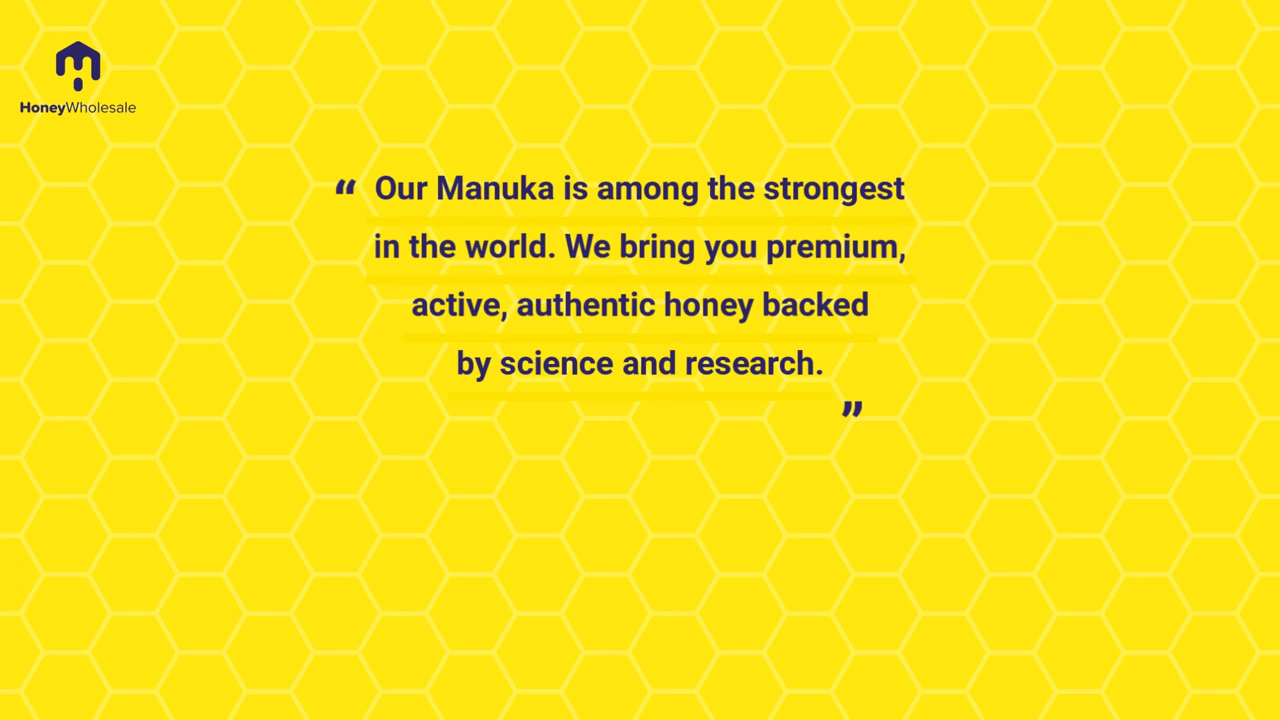 HoneyWholesale
“ Our Manuka is among the strongest
in the world. We bring you premium,
active, authentic honey backed
by science and research.
”